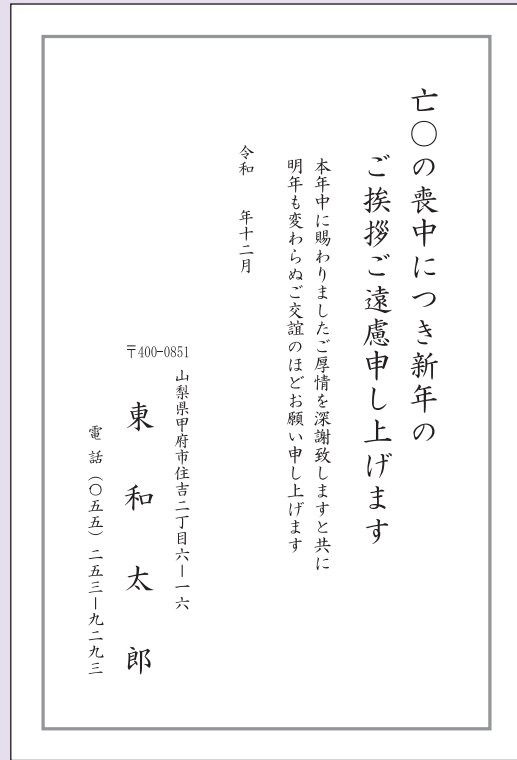 亡〇の喪中につき新年の
ご挨拶ご遠慮申し上げます
本年中に賜わりましたご厚情を深謝致しますと共に
明年も変わらぬご交誼のほどお願い申し上げます
令和　年十二月
〒400-0851
山梨県甲府市住吉二丁目六ー一六
東和太郎
電話（〇五五）二五三ー九二九三